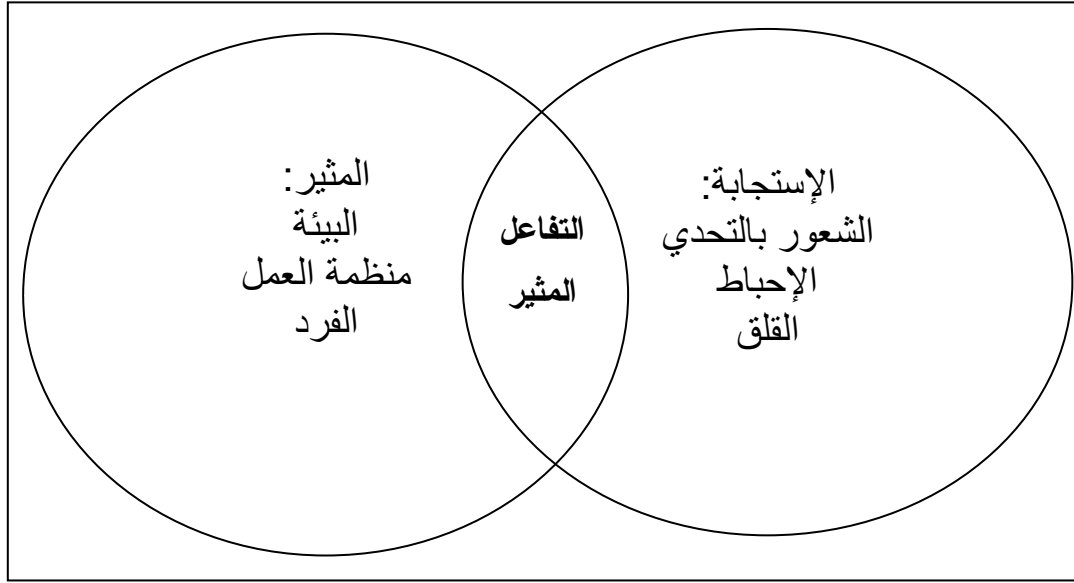 الإستجابة:
الشعور بالتحدي
الإحباط
القلق
التفاعل
المثير
المثير:
البيئة
منظمة العمل
الفرد